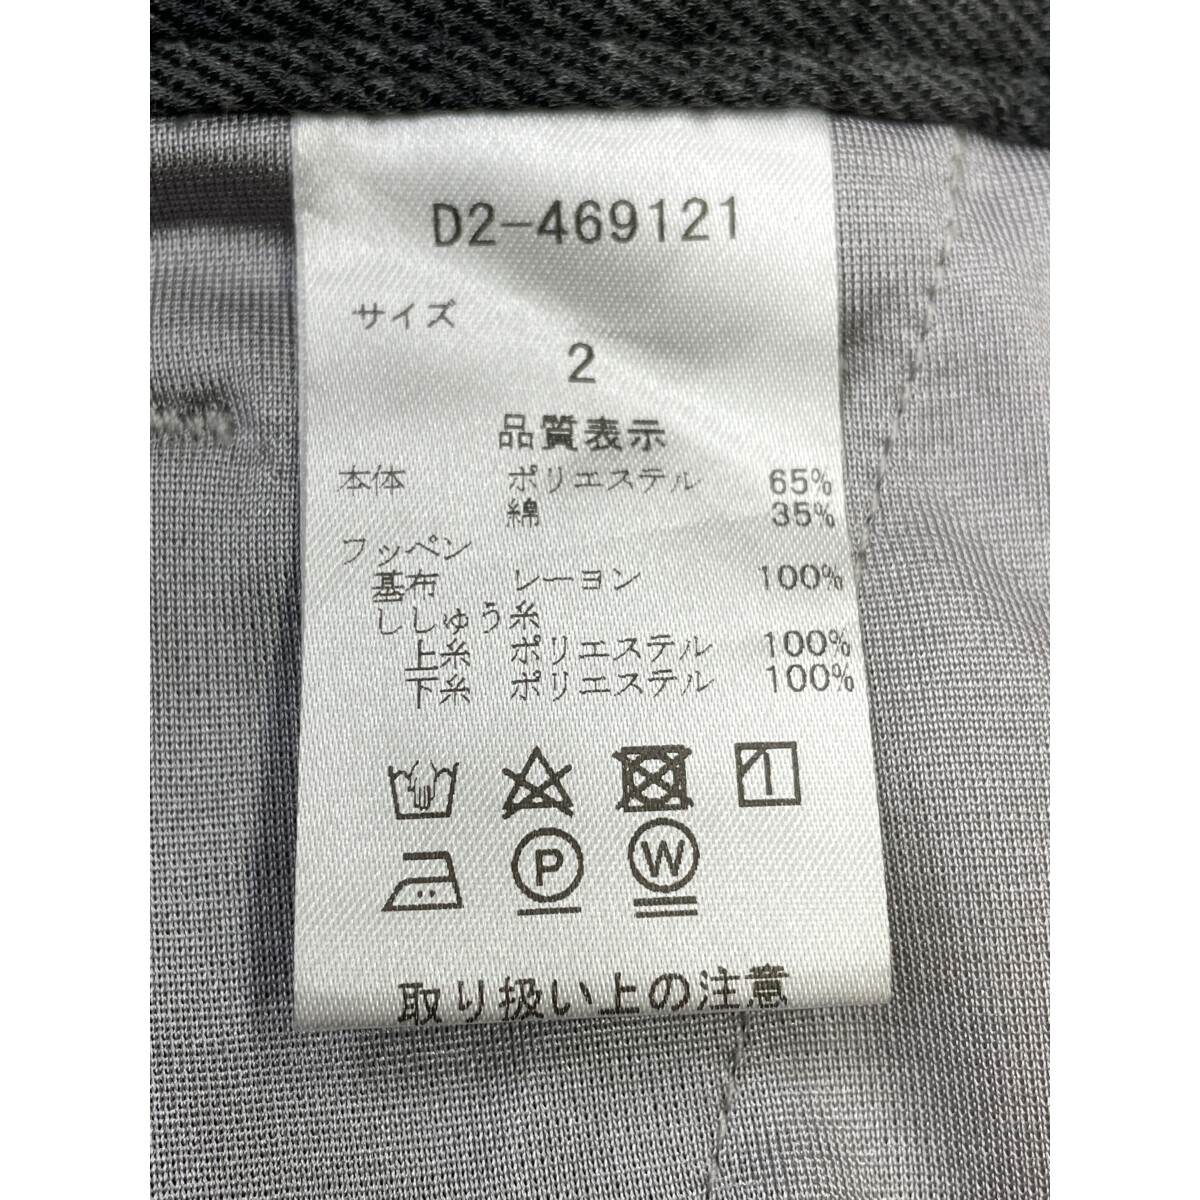 D2-469121
サイズ
2
品質表示
本体 ポリエステル 65%
綿 35%
フッペン
基布 レーヨン 100%
ししゅう糸
上糸 ポリエステル 100%
下糸 ポリエステル 100%
P W
取り扱い上の注意